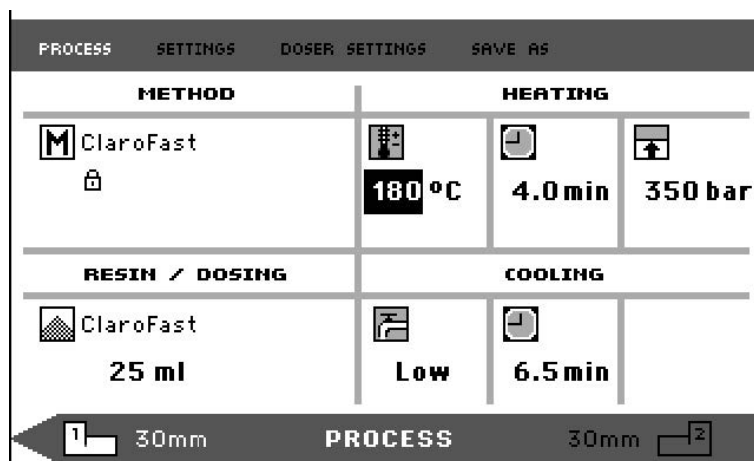 PROCESS SETTINGS DOSER SETTINGS SAVE AS
METHOD HEATING
M ClaroFast
180 ºC 4.0 min 350 bar
RESIN / DOSING COOLING
ClaroFast
25 ml Low 6.5 min
1 30mm PROCESS 30mm 2